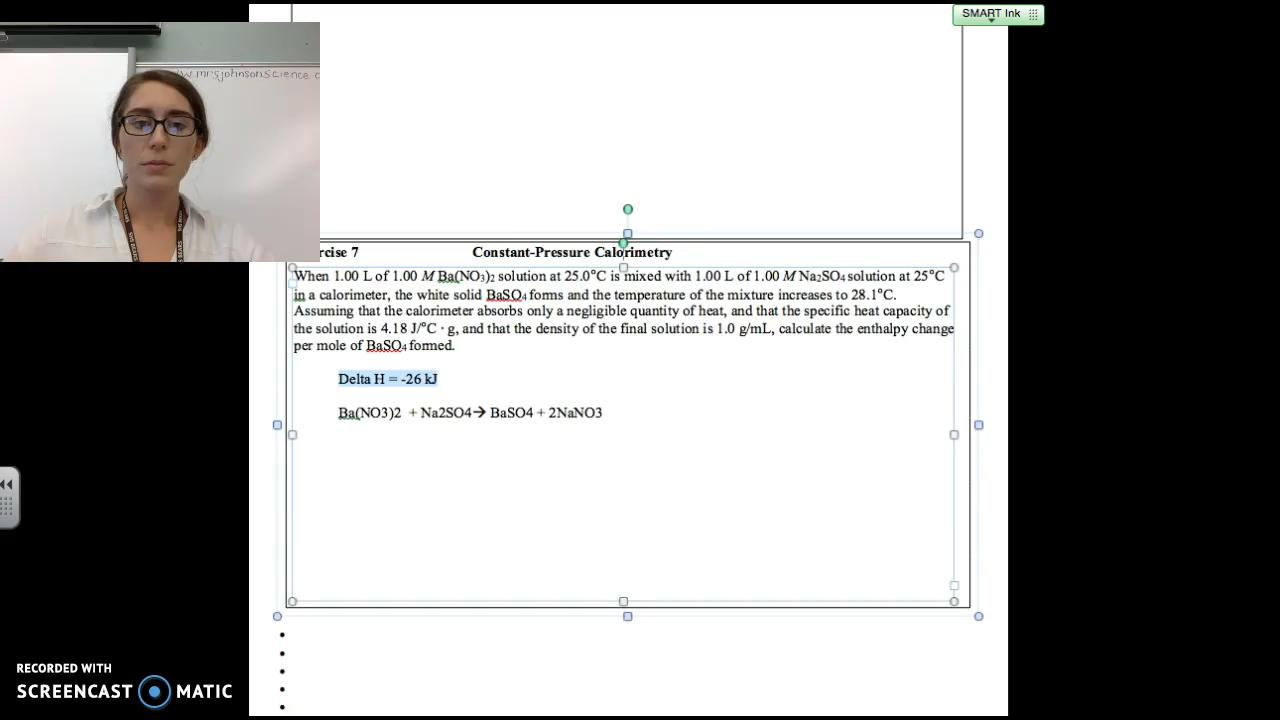 SMART Ink
w.mrsjohnsonscience.c
rcise 7 Constant-Pressure Calorimetry
When 1.00 L of 1.00 M Ba(NO3)2 solution at 25.0°C is mixed with 1.00 L of 1.00 M Na2SO4 solution at 25°C
in a calorimeter, the white solid BaSO4 forms and the temperature of the mixture increases to 28.1°C.
Assuming that the calorimeter absorbs only a negligible quantity of heat, and that the specific heat capacity of
the solution is 4.18 J/°C · g, and that the density of the final solution is 1.0 g/mL, calculate the enthalpy change
per mole of BaSO4 formed.
Delta H = -26 kJ
Ba(NO3)2 + Na2SO4→ BaSO4 + 2NaNO3
RECORDED WITH
SCREENCAST MATIC